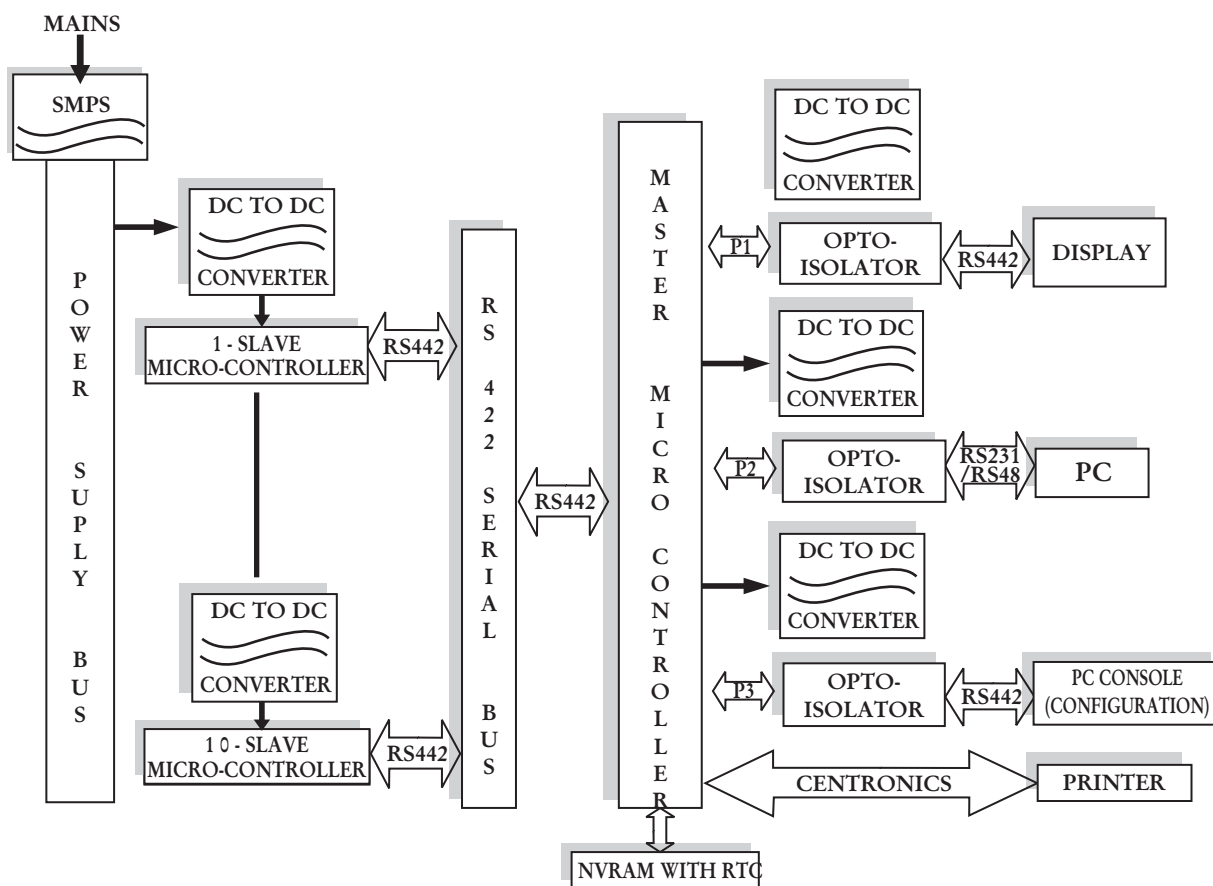 MAINS
SMPS
POWER SUPPLY BUS
DC TO DC
CONVERTER
1 - SLAVE
MICRO-CONTROLLER
RS442
DC TO DC
CONVERTER
1 0 - SLAVE
MICRO-CONTROLLER
RS442
RS 422 SERIAL BUS
RS442
MASTER MICRO CONTROLLER
DC TO DC
CONVERTER
P1
OPTO-
ISOLATOR
RS442
DISPLAY
DC TO DC
CONVERTER
P2
OPTO-
ISOLATOR
RS231
/RS48
PC
DC TO DC
CONVERTER
P3
OPTO-
ISOLATOR
RS442
PC CONSOLE
(CONFIGURATION)
CENTRONICS
PRINTER
NVRAM WITH RTC